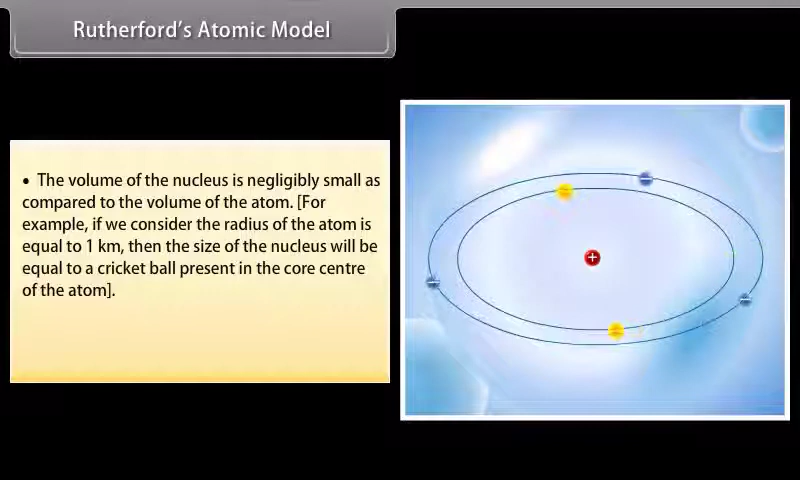 Rutherford's Atomic Model
• The volume of the nucleus is negligibly small as
compared to the volume of the atom. [For
example, if we consider the radius of the atom is
equal to 1 km, then the size of the nucleus will be
equal to a cricket ball present in the core centre
of the atom].
+